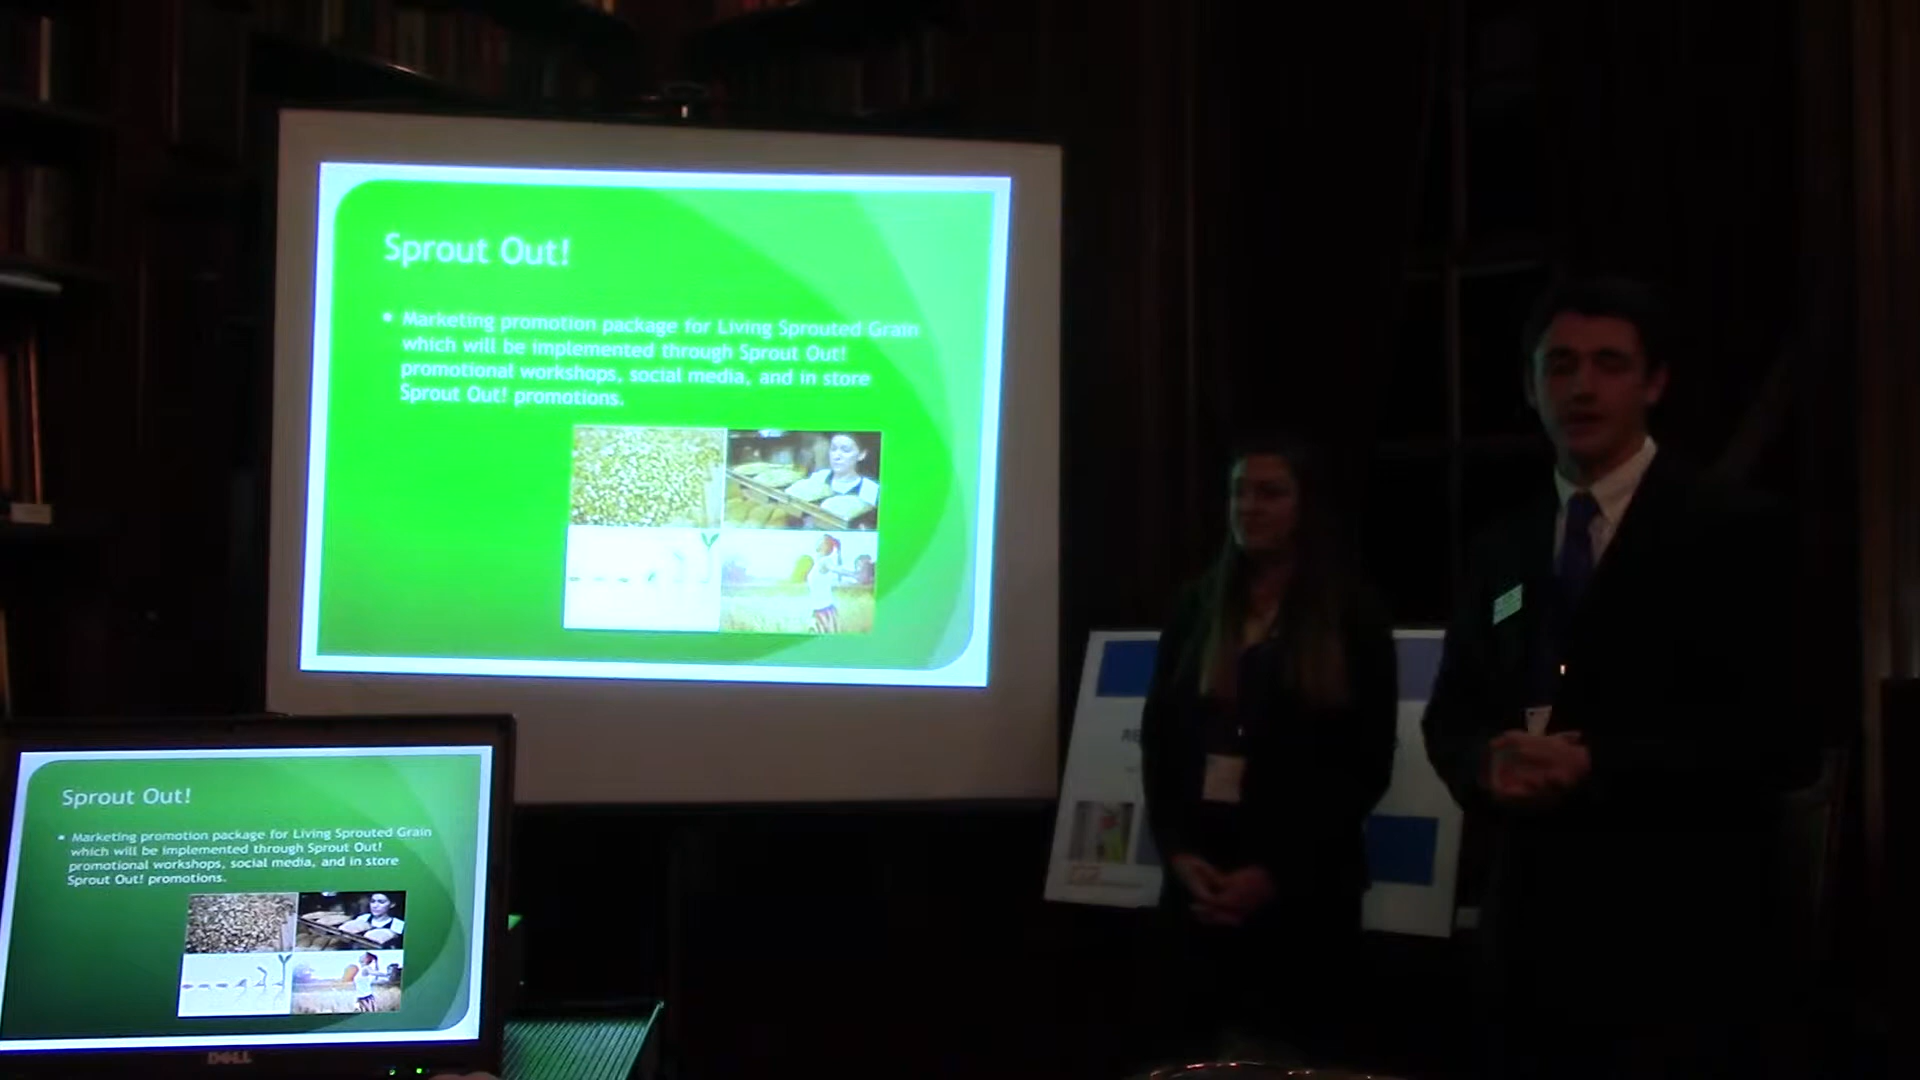 Sprout Out!
• Marketing promotion package for Living Sprouted Grain
which will be implemented through Sprout Out!
promotional workshops, social media, and in store
Sprout Out! promotions.
Sprout Out!
• Marketing promotion package for Living Sprouted Grain
which will be implemented through Sprout Out!
promotional workshops, social media, and in store
Sprout Out! promotions.
DELL